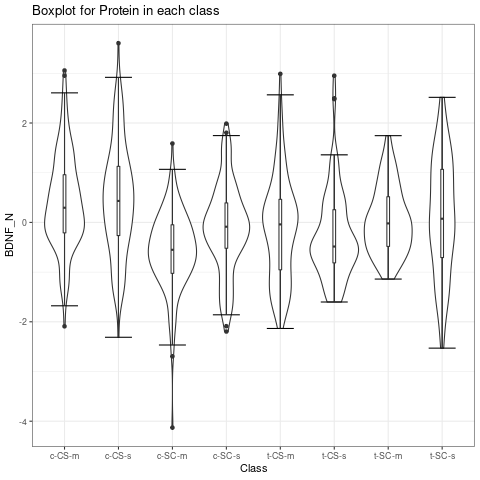 Boxplot for Protein in each class
BDNF_N
2
0
-2
-4
c-CS-m c-CS-s c-SC-m c-SC-s t-CS-m t-CS-s t-SC-m t-SC-s
Class